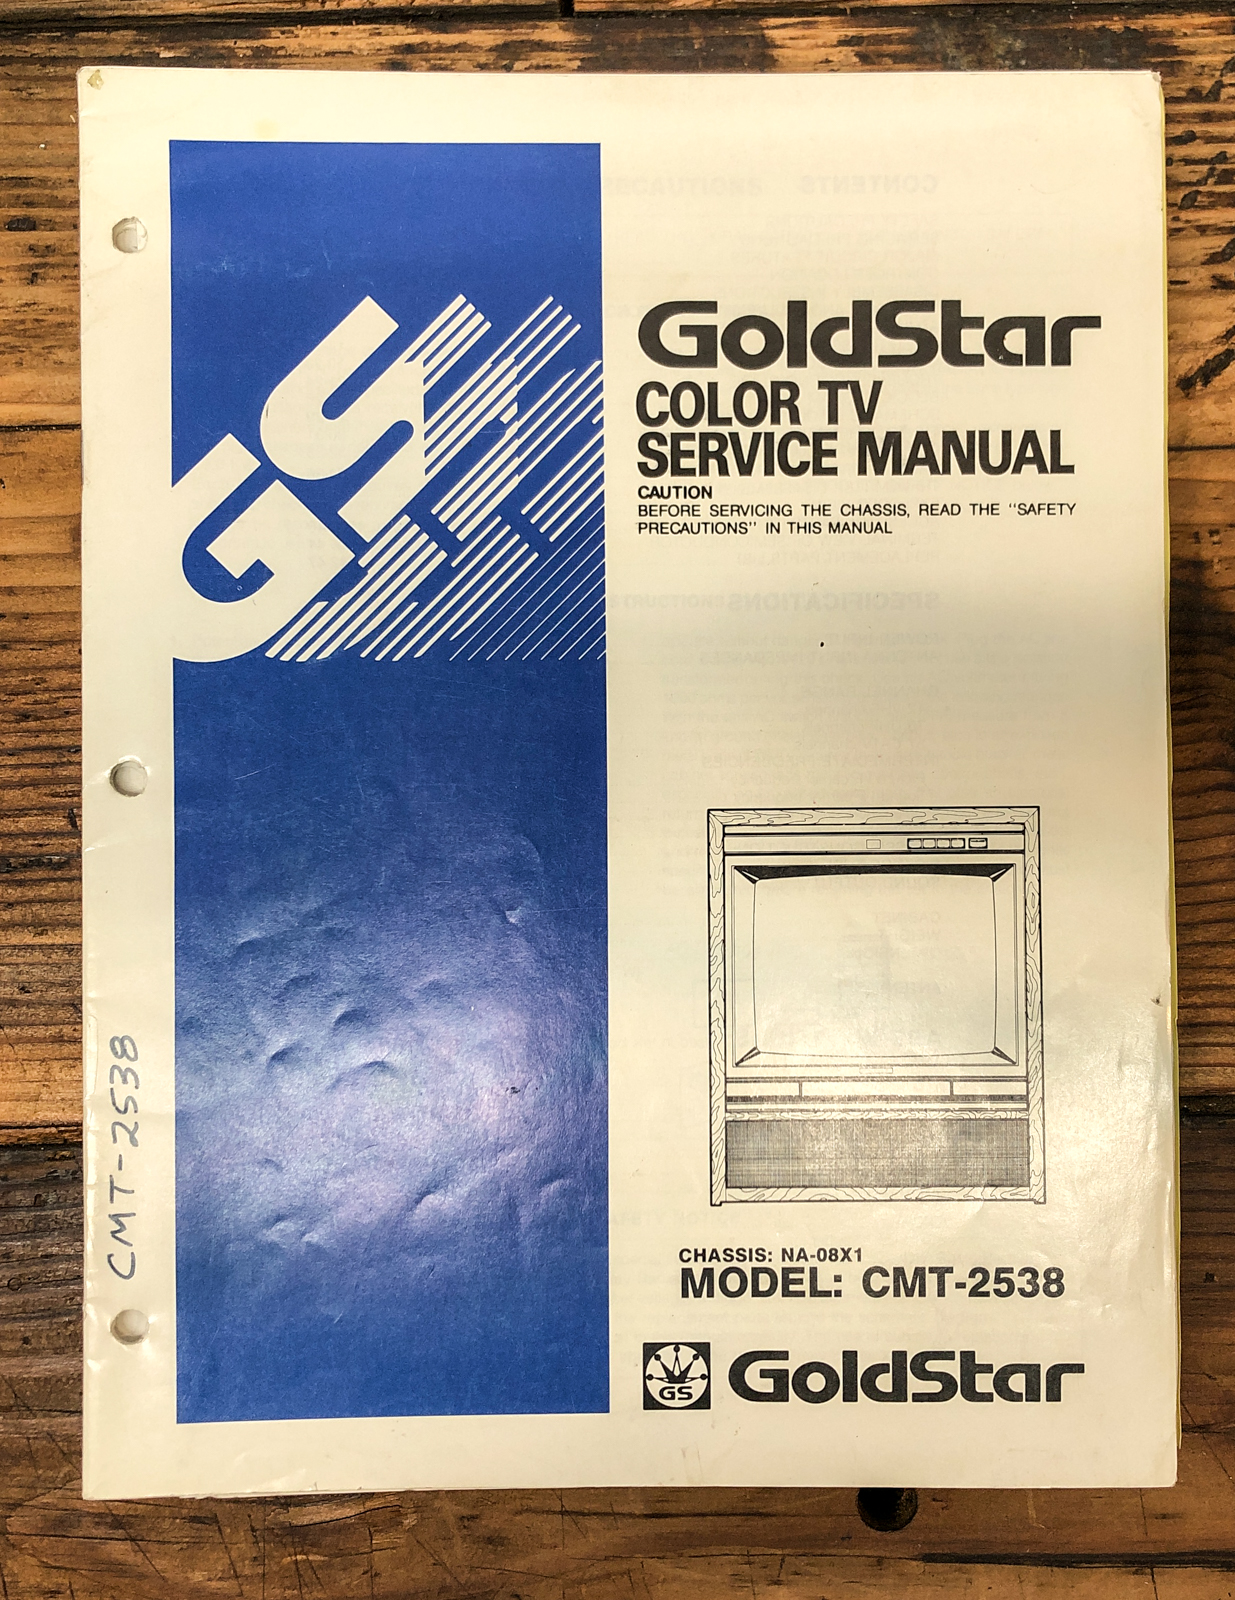 GS
GoldStar
COLOR TV
SERVICE MANUAL
CAUTION
BEFORE SERVICING THE CHASSIS, READ THE "SAFETY
PRECAUTIONS" IN THIS MANUAL
CMT-2538
CHASSIS: NA-08X1
MODEL: CMT-2538
GS
GoldStar